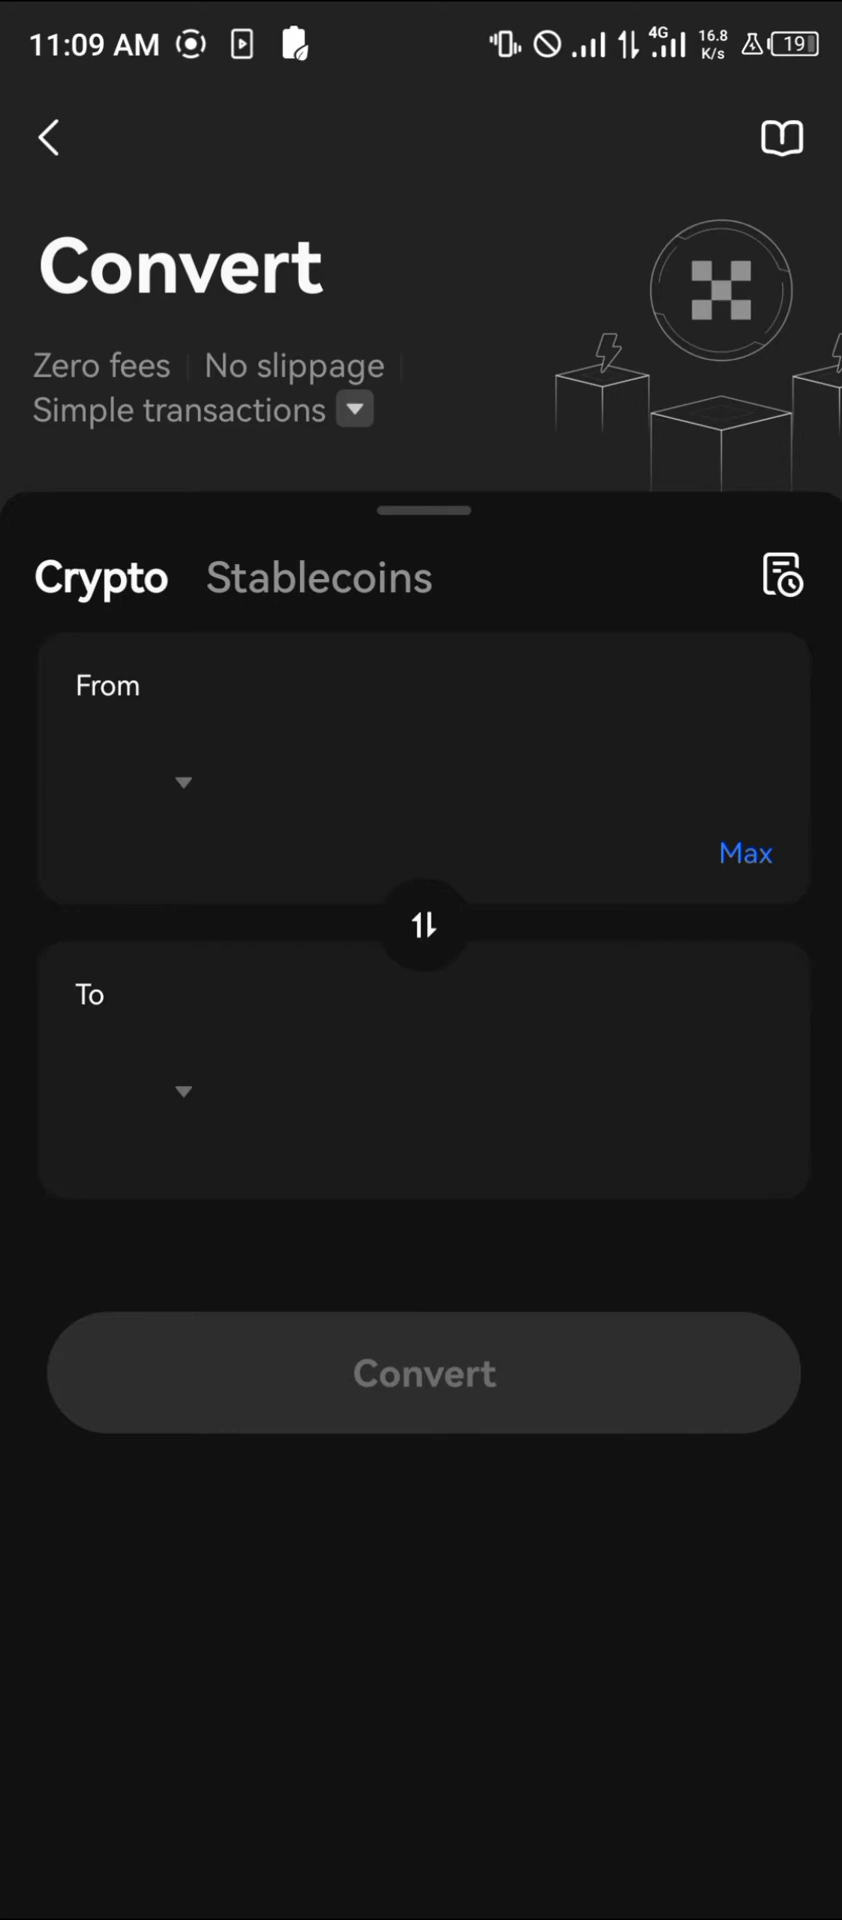 11:09 AM 4G 16.8 K/s 19
Convert
Zero fees No slippage
Simple transactions
Crypto Stablecoins
From
Max
To
Convert